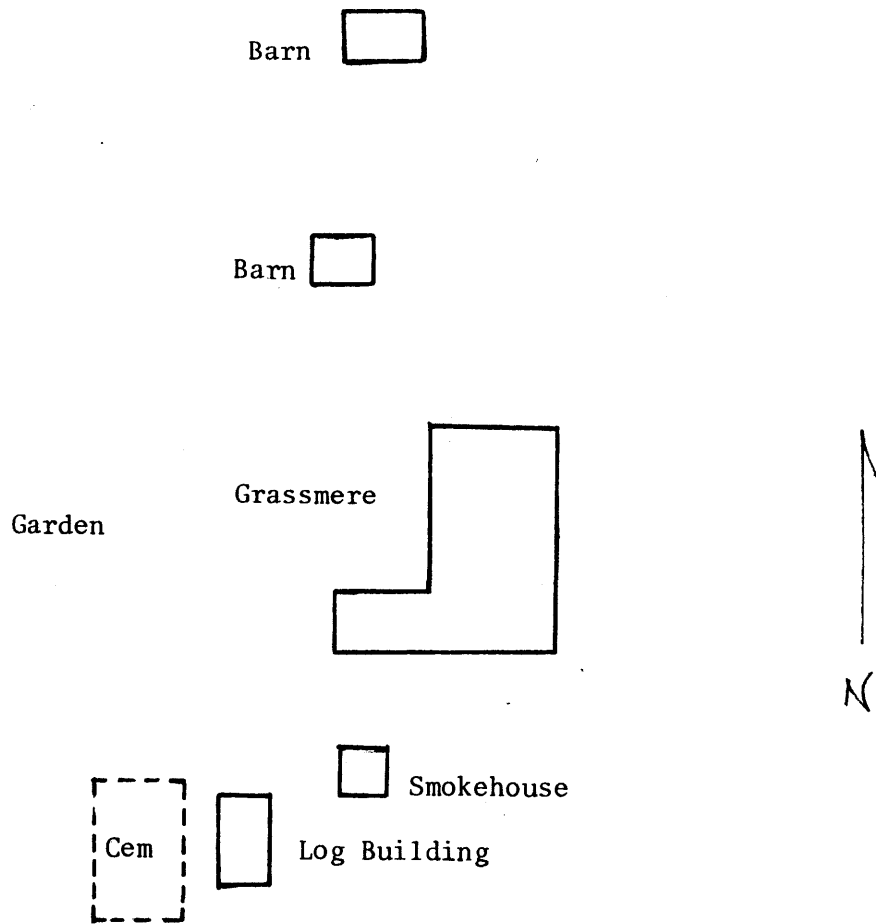 Barn
Barn
Grassmere
Garden
N
Smokehouse
Cem
Log Building